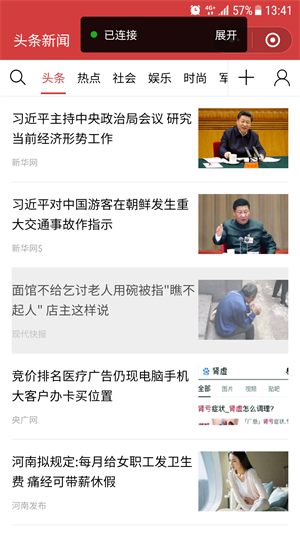 4G 57% 13:41
头条新闻
已连接 展开
头条 热点 社会 娱乐 时尚 军
习近平主持中央政治局会议 研究
当前经济形势工作
新华网
习近平对中国游客在朝鲜发生重
大交通事故作指示
新华网$
面馆不给乞讨老人用碗被指"瞧不
起人" 店主这样说
现代快报
竞价排名医疗广告仍现电脑手机
大客户办卡买位置
央广网
肾虚
全部 图片 视频 贴吧
肾亏症状_肾虚怎么调理?
河南拟规定:每月给女职工发卫生
费 痛经可带薪休假
河南发布